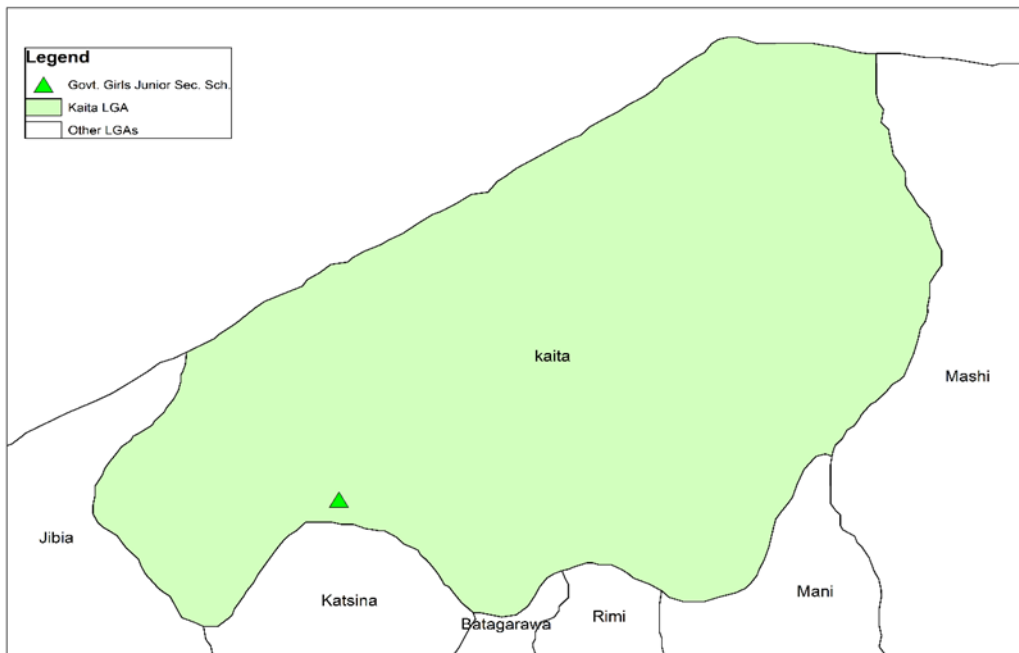 Legend
Govt. Girls Junior Sec. Sch.
Kaita LGA
Other LGAs
kaita
Mashi
Jibia
Katsina
Batagarawa
Rimi
Mani